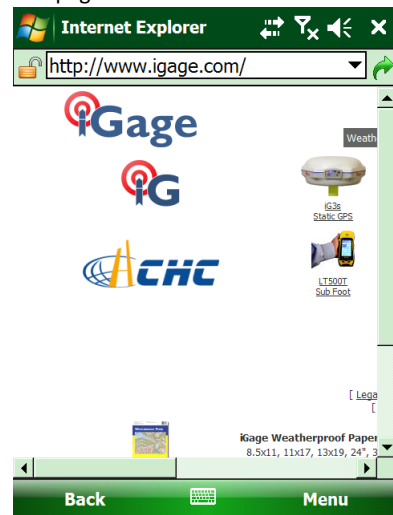 Internet Explorer
http://www.igage.com/
iGage
Weath
iG
iG3s
Static GPS
CHC
LT500T
Sub Foot
[ Lega
[
iGage Weatherproof Paper
8.5x11, 11x17, 13x19, 24", 3
Back
Menu